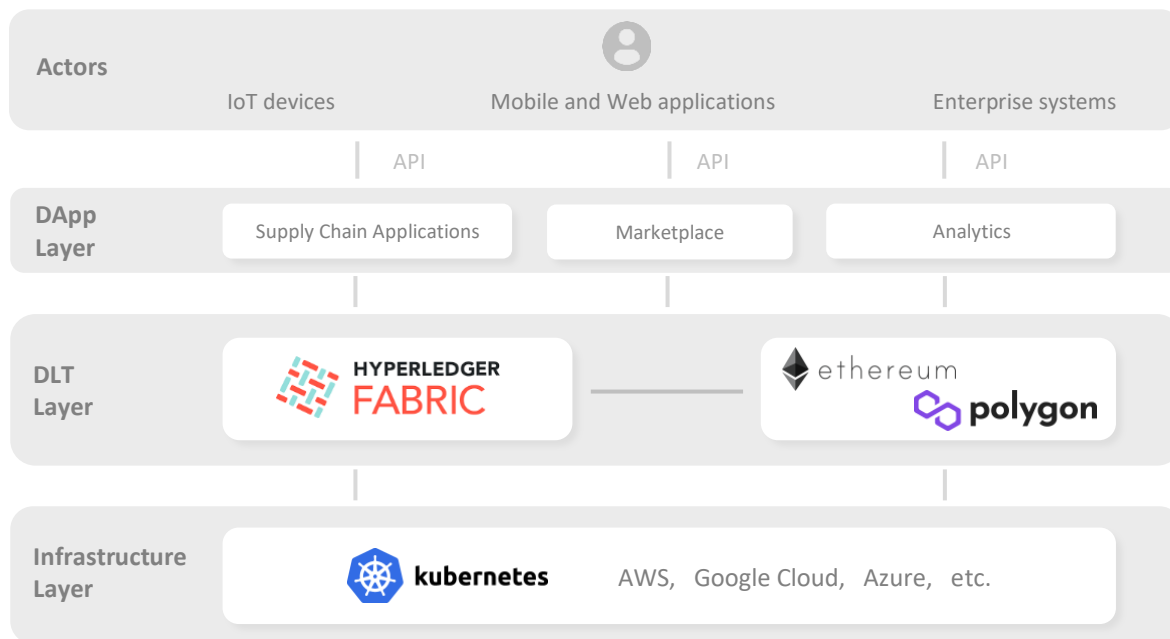 Actors
IoT devices
Mobile and Web applications
Enterprise systems
API
API
API
DApp
Layer
Supply Chain Applications
Marketplace
Analytics
DLT
Layer
HYPERLEDGER
FABRIC
ethereum
polygon
Infrastructure
Layer
kubernetes
AWS, Google Cloud, Azure, etc.